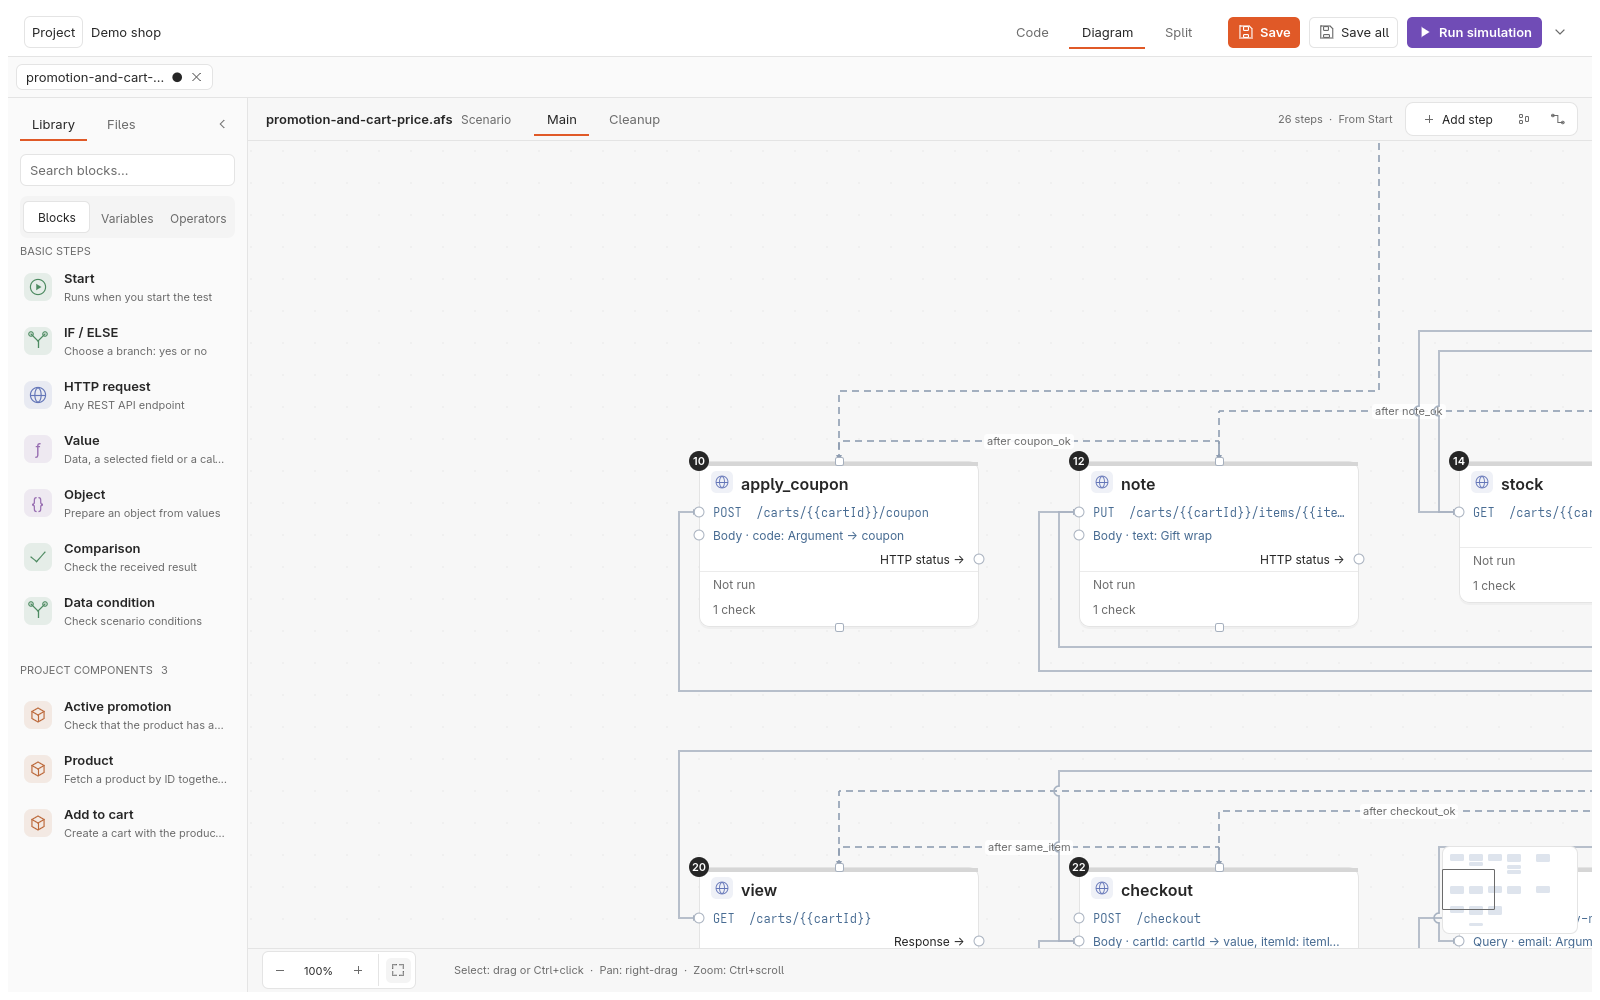 Project
Demo shop
Code
Diagram
Split
Save
Save all
Run simulation
promotion-and-cart-...
Library
Files
promotion-and-cart-price.afs
Scenario
Main
Cleanup
26 steps · From Start
Add step
Search blocks...
Blocks
Variables
Operators
BASIC STEPS
Start
Runs when you start the test
IF / ELSE
Choose a branch: yes or no
HTTP request
Any REST API endpoint
Value
Data, a selected field or a cal...
Object
Prepare an object from values
Comparison
Check the received result
Data condition
Check scenario conditions
PROJECT COMPONENTS 3
Active promotion
Check that the product has a...
Product
Fetch a product by ID togethe...
Add to cart
Create a cart with the produc...
after note_ok
after coupon_ok
10
apply_coupon
POST /carts/{{cartId}}/coupon
Body · code: Argument → coupon
HTTP status →
Not run
1 check
12
note
PUT /carts/{{cartId}}/items/{{ite...
Body · text: Gift wrap
HTTP status →
Not run
1 check
14
stock
GET /carts/{{car
Not run
1 check
after checkout_ok
after same_item
20
view
GET /carts/{{cartId}}
Response →
22
checkout
POST /checkout
Body · cartId: cartId → value, itemId: itemI...
Query · email: Argum
100%
Select: drag or Ctrl+click · Pan: right-drag · Zoom: Ctrl+scroll